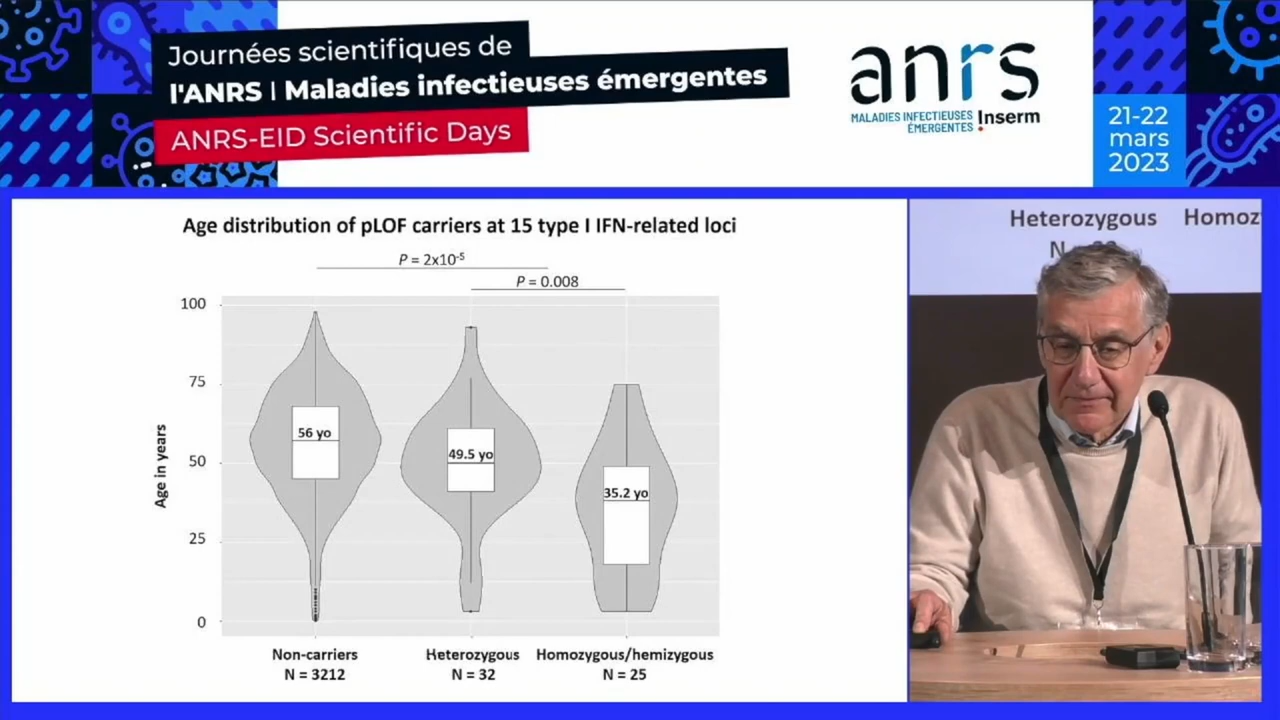 Journées scientifiques de
l'ANRS | Maladies infectieuses émergentes
ANRS-EID Scientific Days
anrs
MALADIES INFECTIEUSES
ÉMERGENTES
Inserm
21-22
mars
2023
Age distribution of pLOF carriers at 15 type I IFN-related loci
P = 2x10⁻⁵
P = 0.008
100
75
50
25
0
Age in years
56 yo
49.5 yo
35.2 yo
Non-carriers
N = 3212
Heterozygous
N = 32
Homozygous/hemizygous
N = 25
Heterozygous Homoz
N